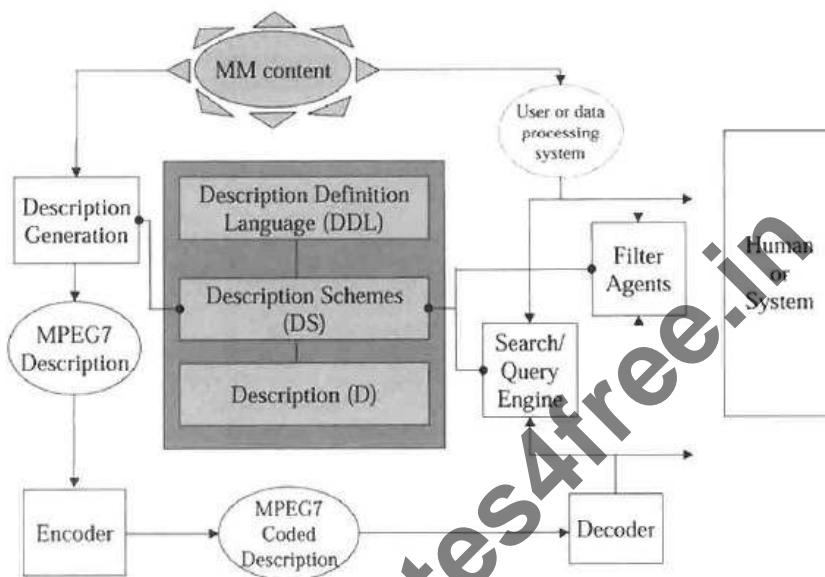 MM content
User or data
processing
system
Description
Generation
Description Definition
Language (DDL)
Description Schemes
(DS)
Description (D)
Filter
Agents
Human
or
System
MPEG7
Description
Search/
Query
Engine
Encoder
MPEG7
Coded
Description
Decoder
tes4free.in